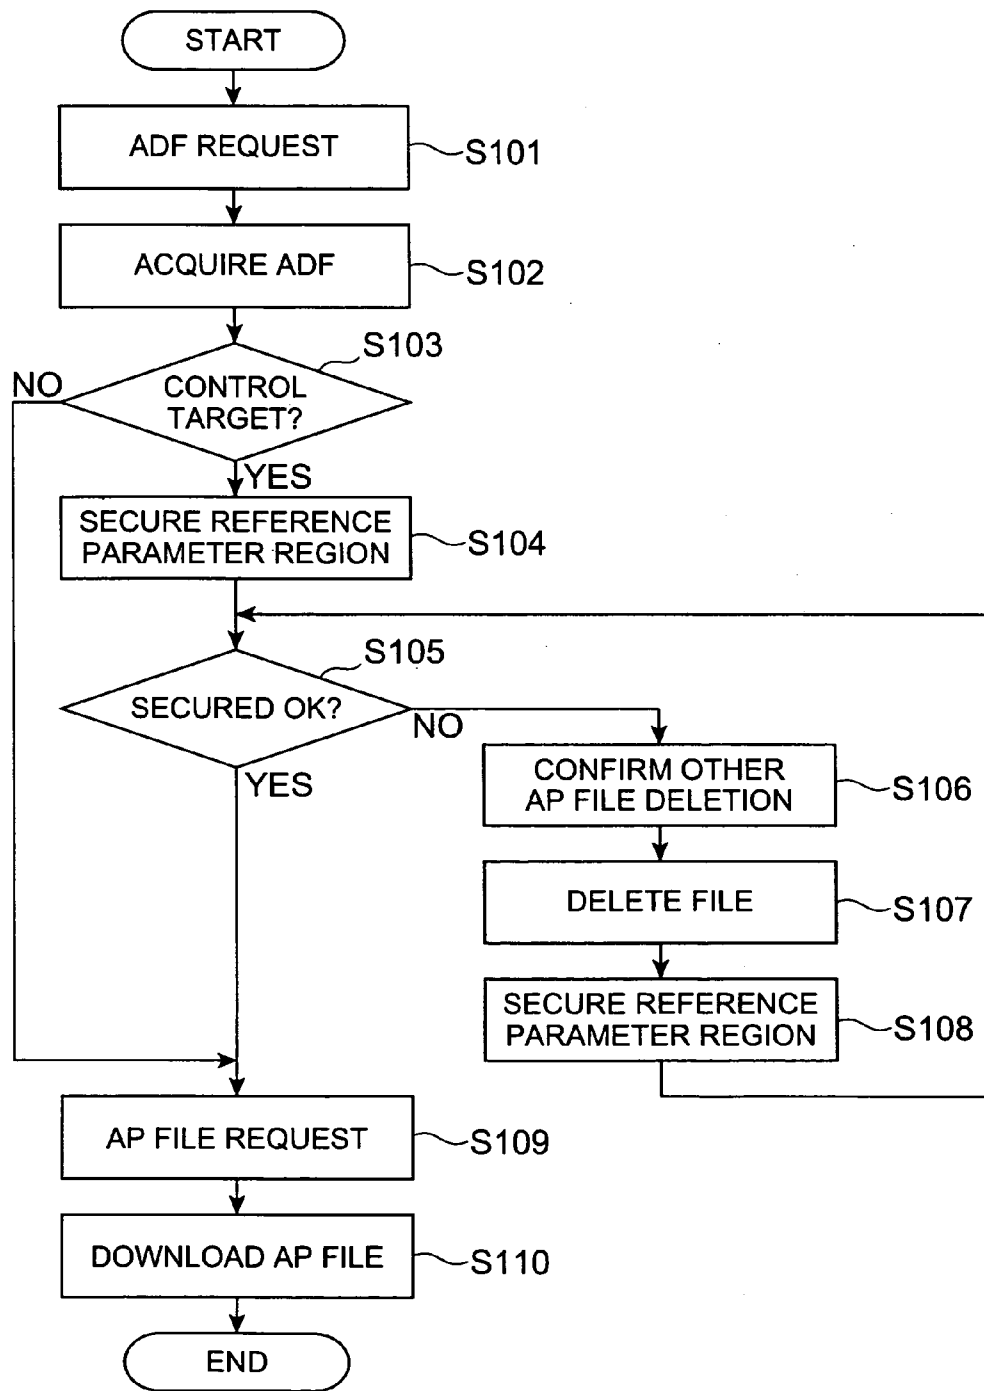 START
ADF REQUEST
S101
ACQUIRE ADF
S102
S103
NO
CONTROL
TARGET?
YES
SECURE REFERENCE
PARAMETER REGION
S104
S105
SECURED OK?
NO
YES
CONFIRM OTHER
AP FILE DELETION
S106
DELETE FILE
S107
SECURE REFERENCE
PARAMETER REGION
S108
AP FILE REQUEST
S109
DOWNLOAD AP FILE
S110
END